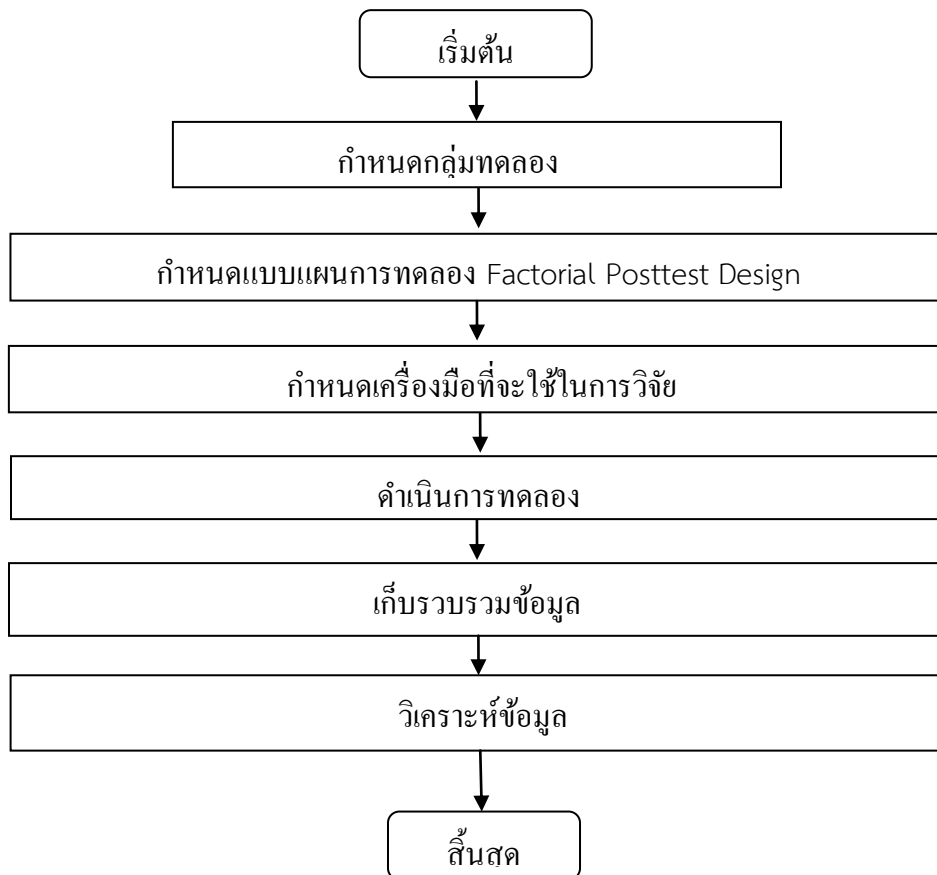 เริ่มต้น
กำหนดกลุ่มทดลอง
กำหนดแบบแผนการทดลอง Factorial Posttest Design
กำหนดเครื่องมือที่จะใช้ในการวิจัย
ดำเนินการทดลอง
เก็บรวบรวมข้อมูล
วิเคราะห์ข้อมูล
สิ้นสุด